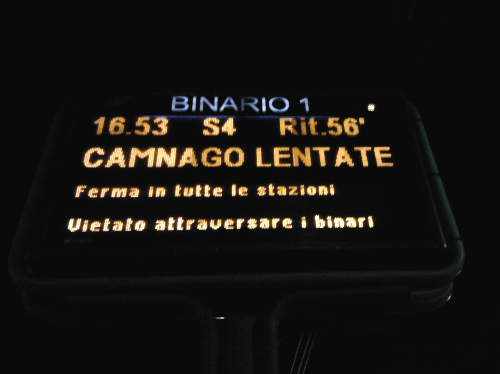 BINARIO 1
16.53 S4 Rit.56'
CAMNAGO LENTATE
Ferma in tutte le stazioni
Vietato attraversare i binari